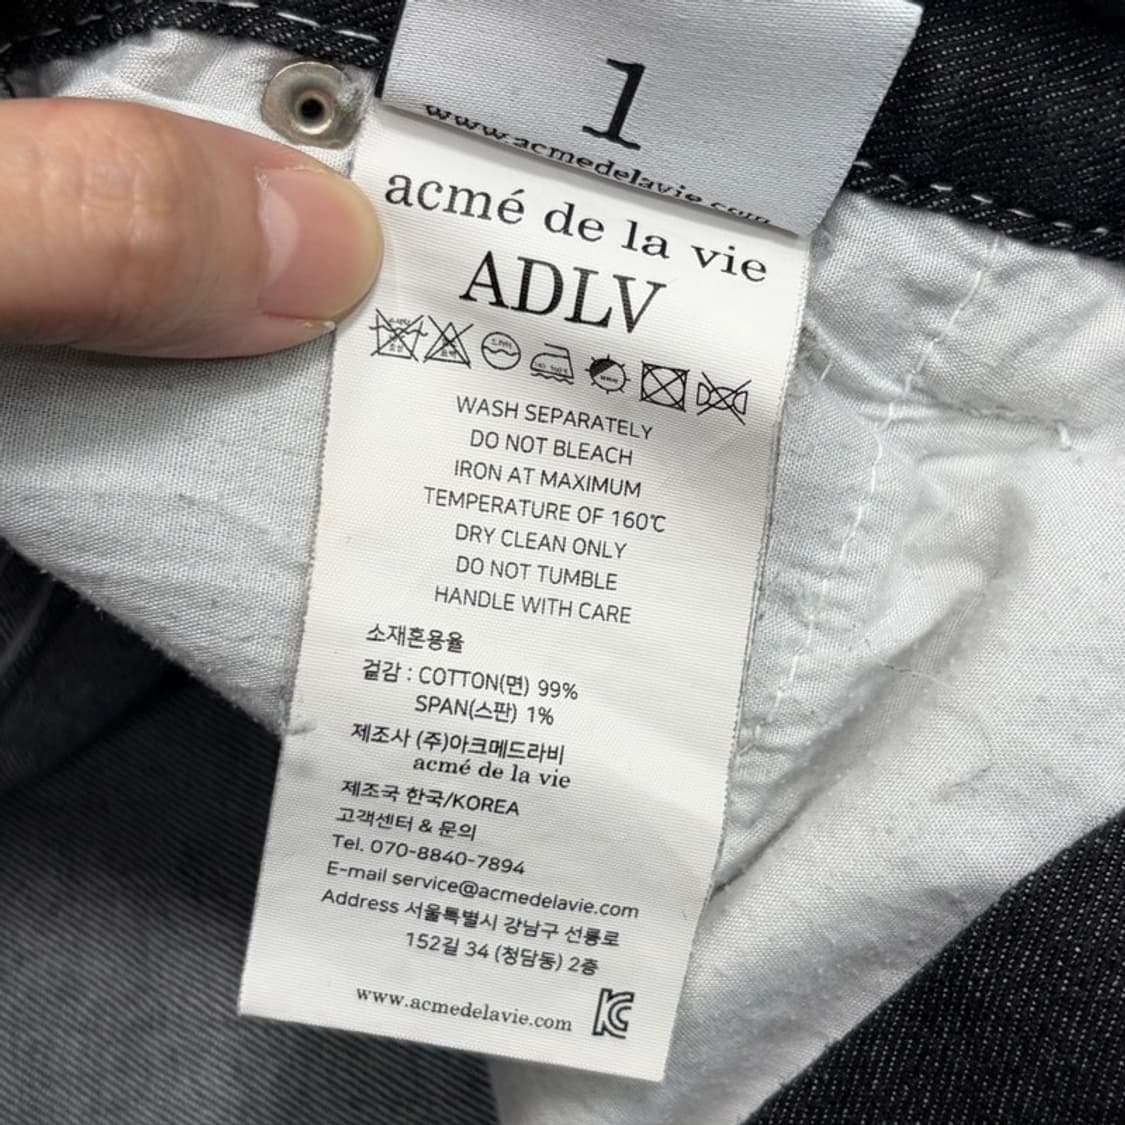 1
www.acmedelavie.com
acmé de la vie
ADLV
WASH SEPARATELY
DO NOT BLEACH
IRON AT MAXIMUM
TEMPERATURE OF 160℃
DRY CLEAN ONLY
DO NOT TUMBLE
HANDLE WITH CARE
소재혼용율
겉감 : COTTON(면) 99%
SPAN(스판) 1%
제조사 (주)아크메드라비
acmé de la vie
제조국 한국/KOREA
고객센터 & 문의
Tel. 070-8840-7894
E-mail service@acmedelavie.com
Address 서울특별시 강남구 선릉로
152길 34 (청담동) 2층
www.acmedelavie.com